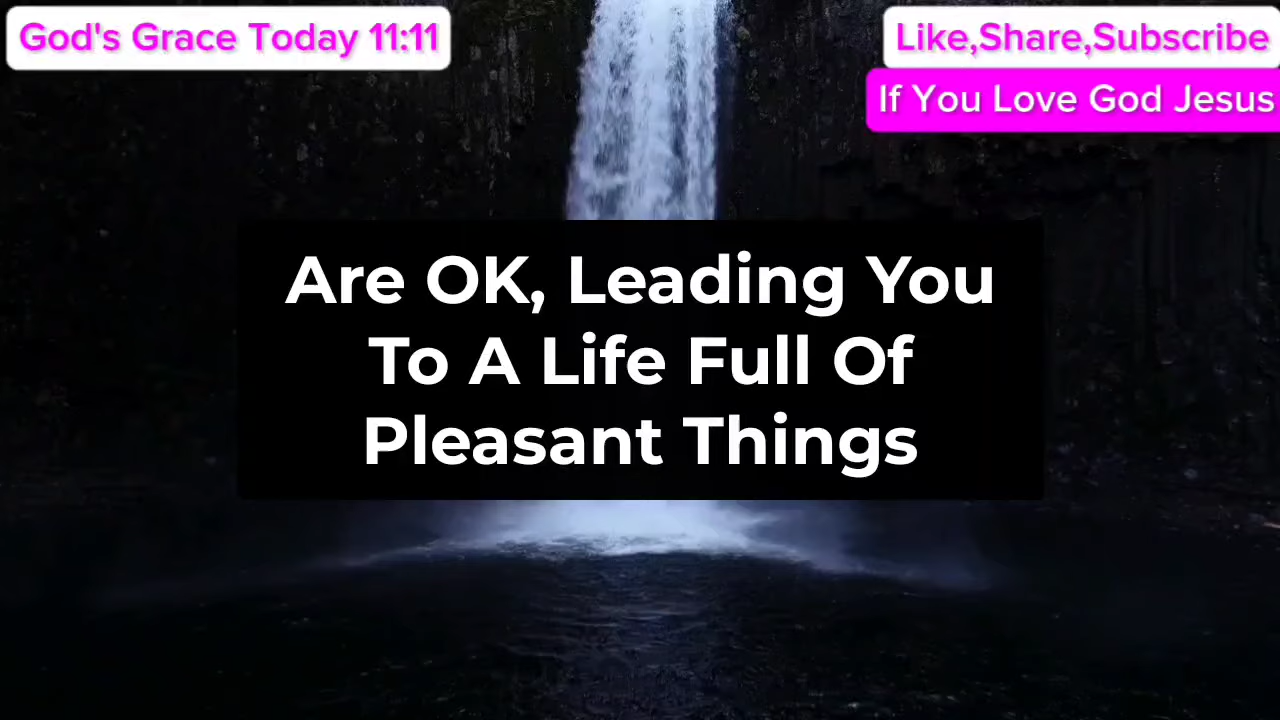 God's Grace Today 11:11
Like,Share,Subscribe
If You Love God Jesus
Are OK, Leading You
To A Life Full Of
Pleasant Things